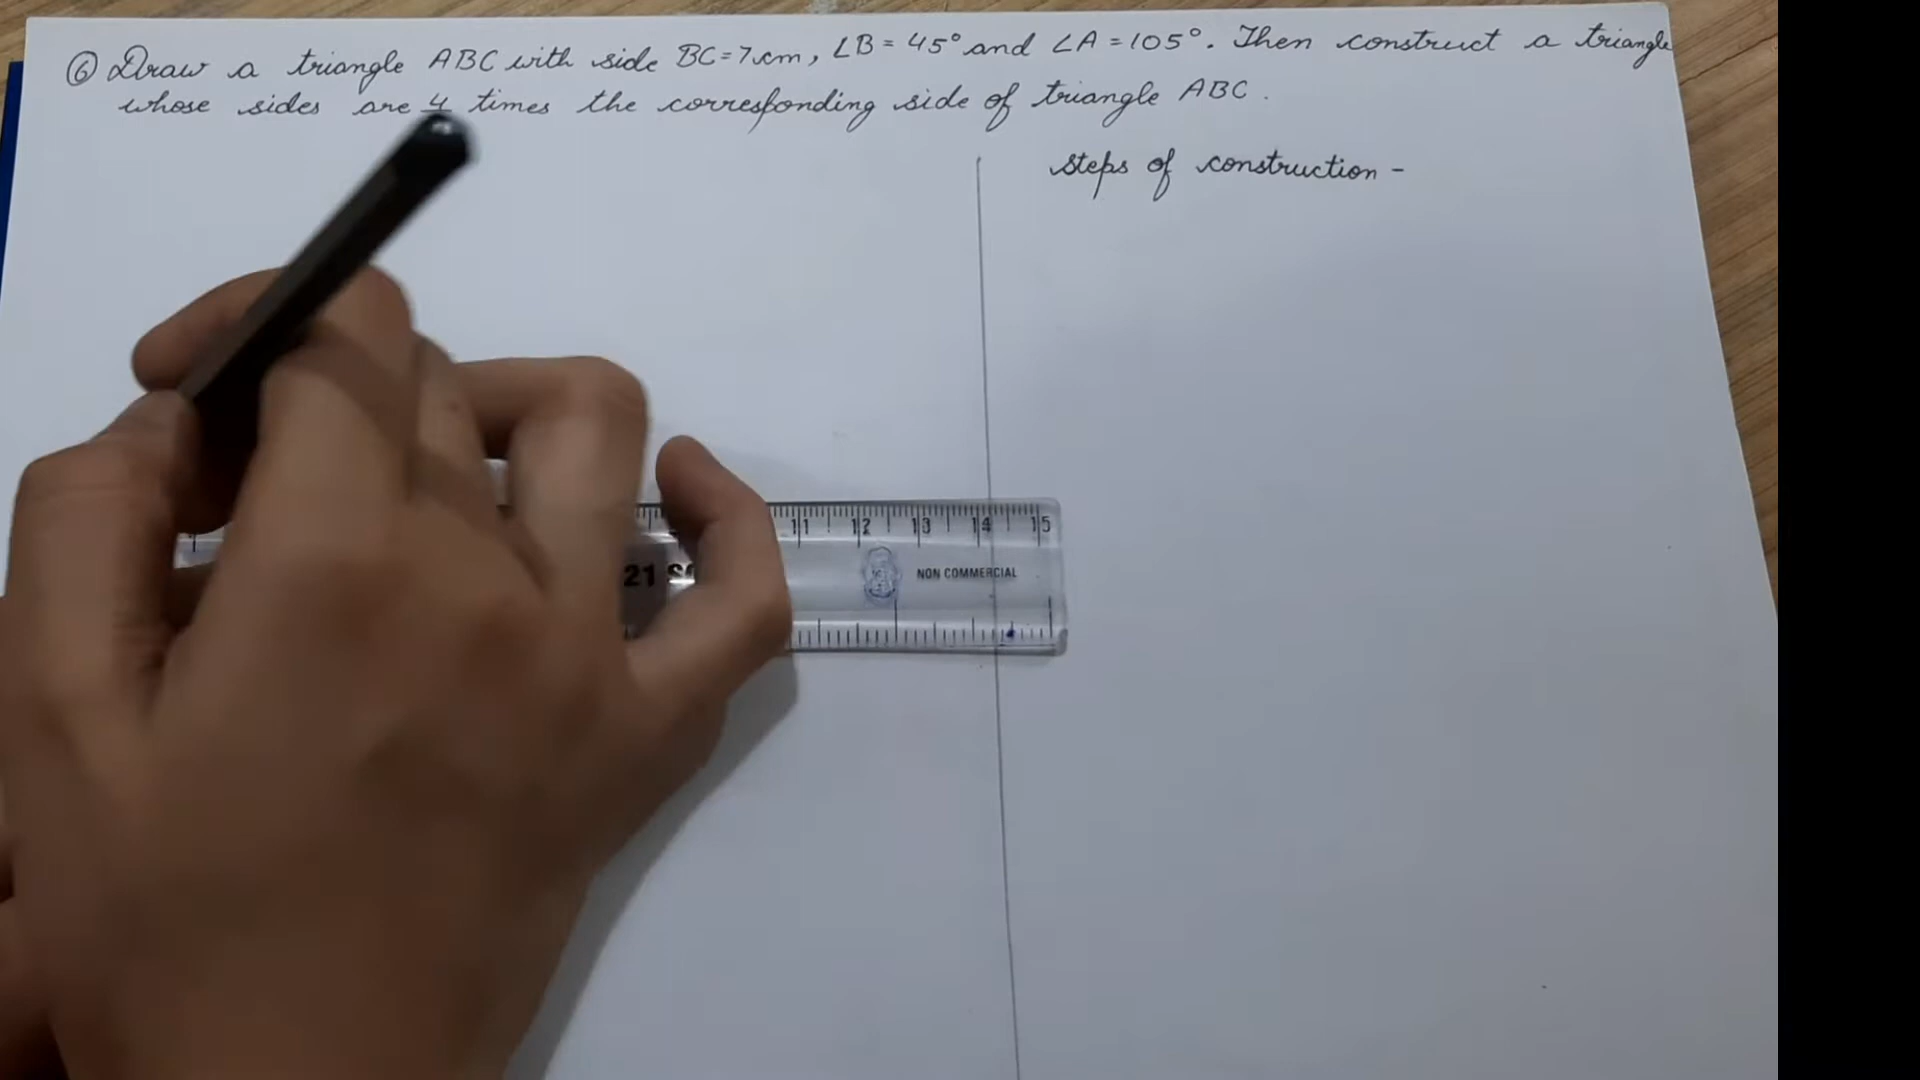 ⑥ Draw a triangle ABC with side BC = 7cm, ∠B = 45° and ∠A = 105°. Then construct a triangle
whose sides are 4 times the corresponding side of triangle ABC.
steps of construction -
11 12 13 14 15
21
NON COMMERCIAL